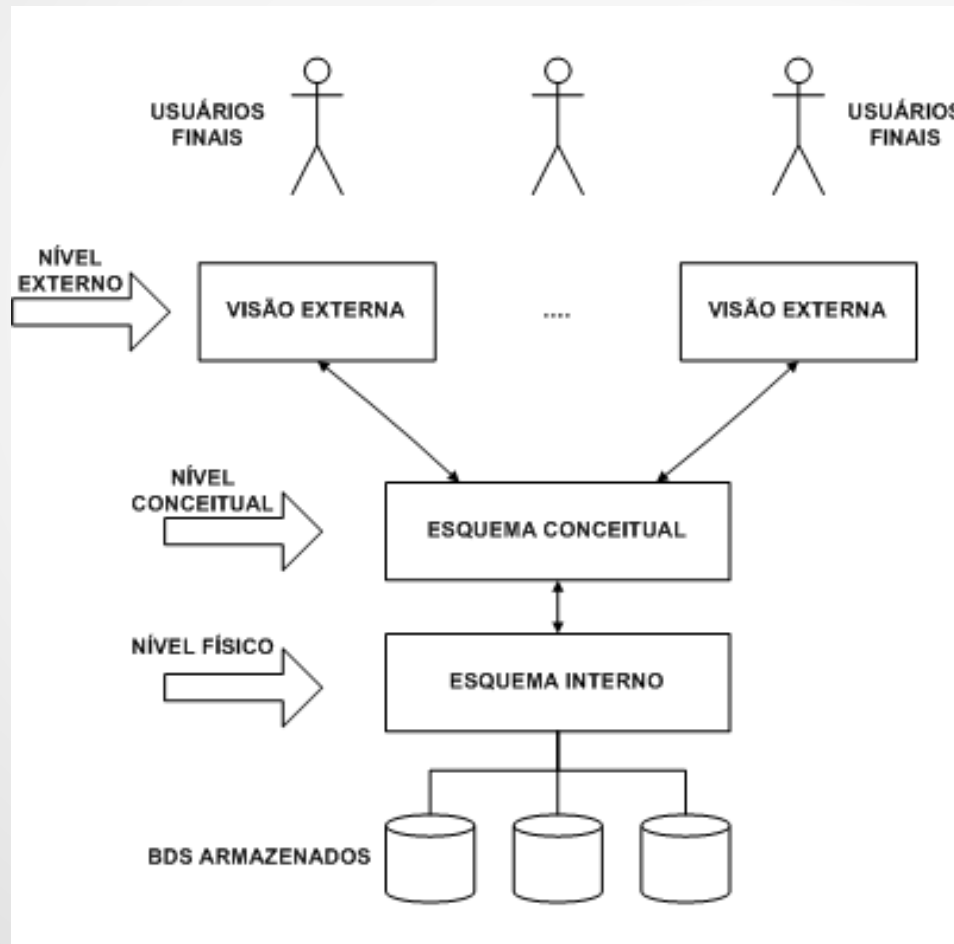 USUÁRIOS
FINAIS
USUÁRIOS
FINAIS
NÍVEL
EXTERNO
VISÃO EXTERNA
....
VISÃO EXTERNA
NÍVEL
CONCEITUAL
ESQUEMA CONCEITUAL
NÍVEL FÍSICO
ESQUEMA INTERNO
BDS ARMAZENADOS